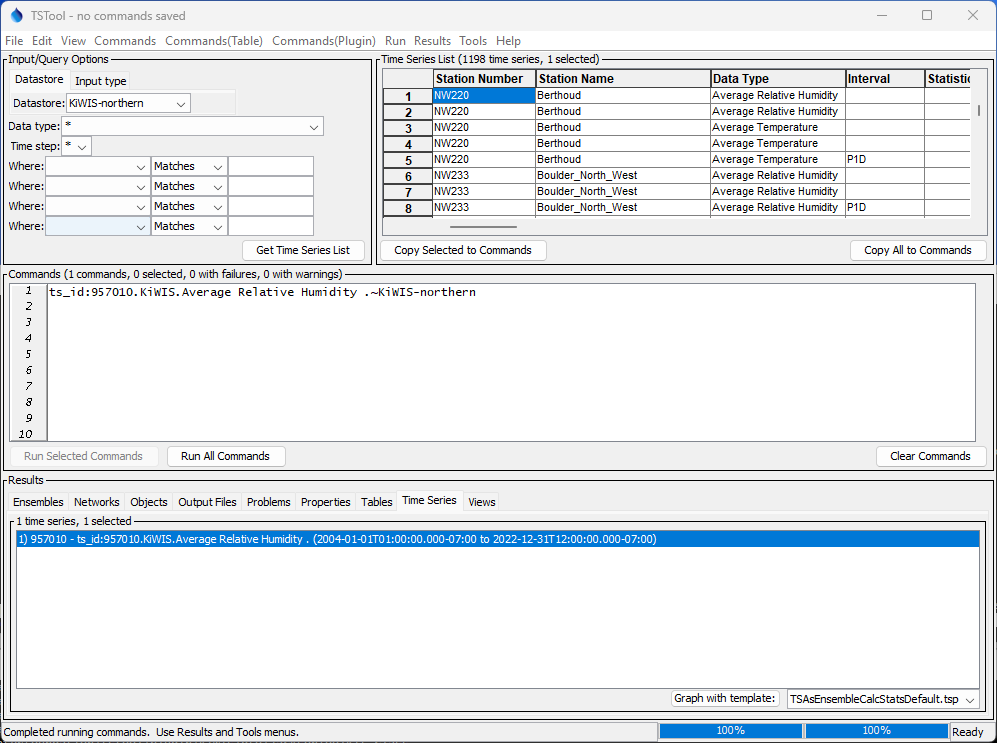 TSTool - no commands saved
File Edit View Commands Commands(Table) Commands(Plugin) Run Results Tools Help
Input/Query Options
Datastore Input type
Datastore: KiWIS-northern
Data type: *
Time step: *
Where: Matches
Where: Matches
Where: Matches
Where: Matches
Get Time Series List
Time Series List (1198 time series, 1 selected)
Station Number Station Name Data Type Interval Statistic
1 NW220 Berthoud Average Relative Humidity
2 NW220 Berthoud Average Relative Humidity
3 NW220 Berthoud Average Temperature
4 NW220 Berthoud Average Temperature
5 NW220 Berthoud Average Temperature P1D
6 NW233 Boulder_North_West Average Relative Humidity
7 NW233 Boulder_North_West Average Relative Humidity
8 NW233 Boulder_North_West Average Relative Humidity P1D
Copy Selected to Commands Copy All to Commands
Commands (1 commands, 0 selected, 0 with failures, 0 with warnings)
1 ts_id:957010.KiWIS.Average Relative Humidity .~KiWIS-northern
2
3
4
5
6
7
8
9
10
Run Selected Commands Run All Commands Clear Commands
Results
Ensembles Networks Objects Output Files Problems Properties Tables Time Series Views
1 time series, 1 selected
1) 957010 - ts_id:957010.KiWIS.Average Relative Humidity . (2004-01-01T01:00:00.000-07:00 to 2022-12-31T12:00:00.000-07:00)
Graph with template: TSAsEnsembleCalcStatsDefault.tsp
Completed running commands. Use Results and Tools menus. 100% 100% Ready